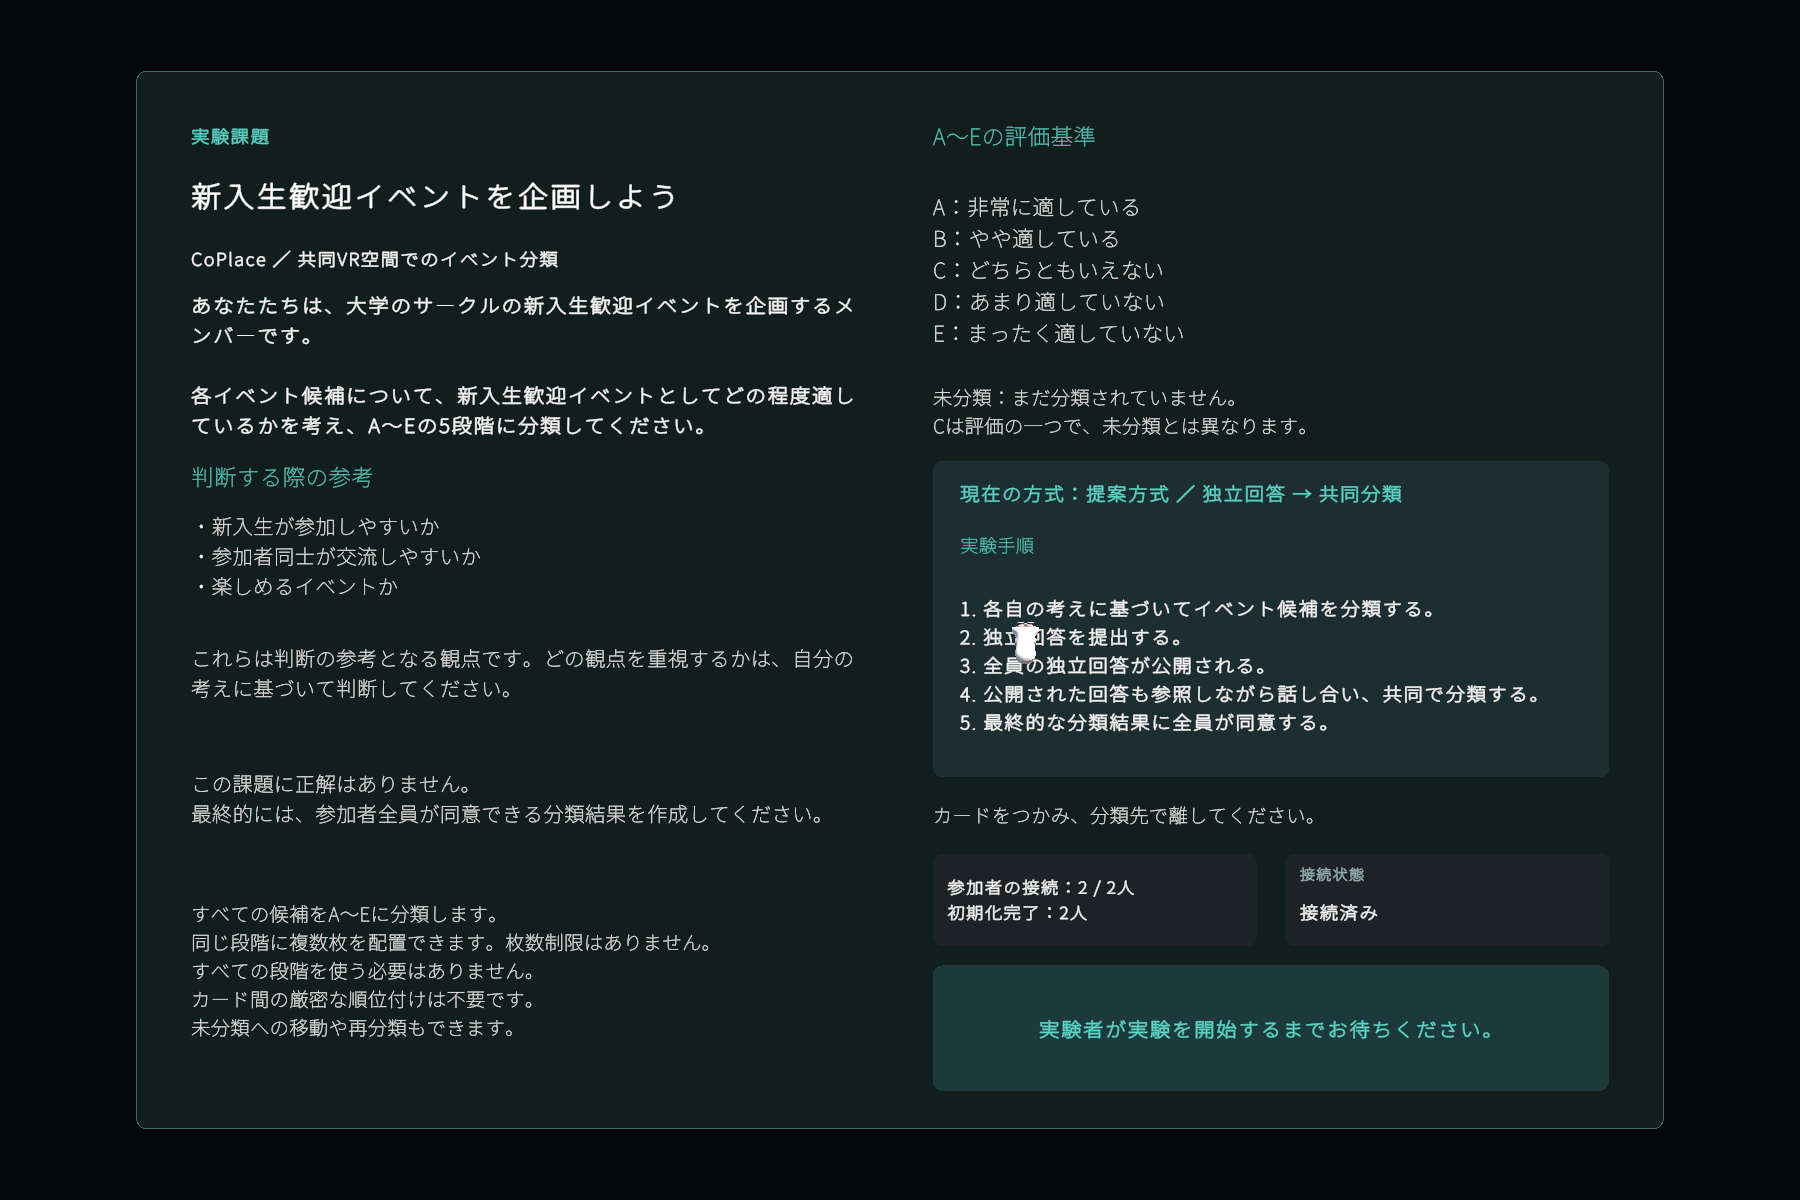 実験課題
新入生歓迎イベントを企画しよう
CoPlace ／ 共同VR空間でのイベント分類
あなたたちは、大学のサークルの新入生歓迎イベントを企画するメ
ンバーです。
各イベント候補について、新入生歓迎イベントとしてどの程度適し
ているかを考え、A〜Eの5段階に分類してください。
判断する際の参考
・新入生が参加しやすいか
・参加者同士が交流しやすいか
・楽しめるイベントか
これらは判断の参考となる観点です。どの観点を重視するかは、自分の
考えに基づいて判断してください。
この課題に正解はありません。
最終的には、参加者全員が同意できる分類結果を作成してください。
すべての候補をA〜Eに分類します。
同じ段階に複数枚を配置できます。枚数制限はありません。
すべての段階を使う必要はありません。
カード間の厳密な順位付けは不要です。
未分類への移動や再分類もできます。
A〜Eの評価基準
A：非常に適している
B：やや適している
C：どちらともいえない
D：あまり適していない
E：まったく適していない
未分類：まだ分類されていません。
Cは評価の一つで、未分類とは異なります。
現在の方式：提案方式 ／ 独立回答 → 共同分類
実験手順
1. 各自の考えに基づいてイベント候補を分類する。
2. 独立回答を提出する。
3. 全員の独立回答が公開される。
4. 公開された回答も参照しながら話し合い、共同で分類する。
5. 最終的な分類結果に全員が同意する。
カードをつかみ、分類先で離してください。
参加者の接続：2 / 2人
初期化完了：2人
接続状態
接続済み
実験者が実験を開始するまでお待ちください。